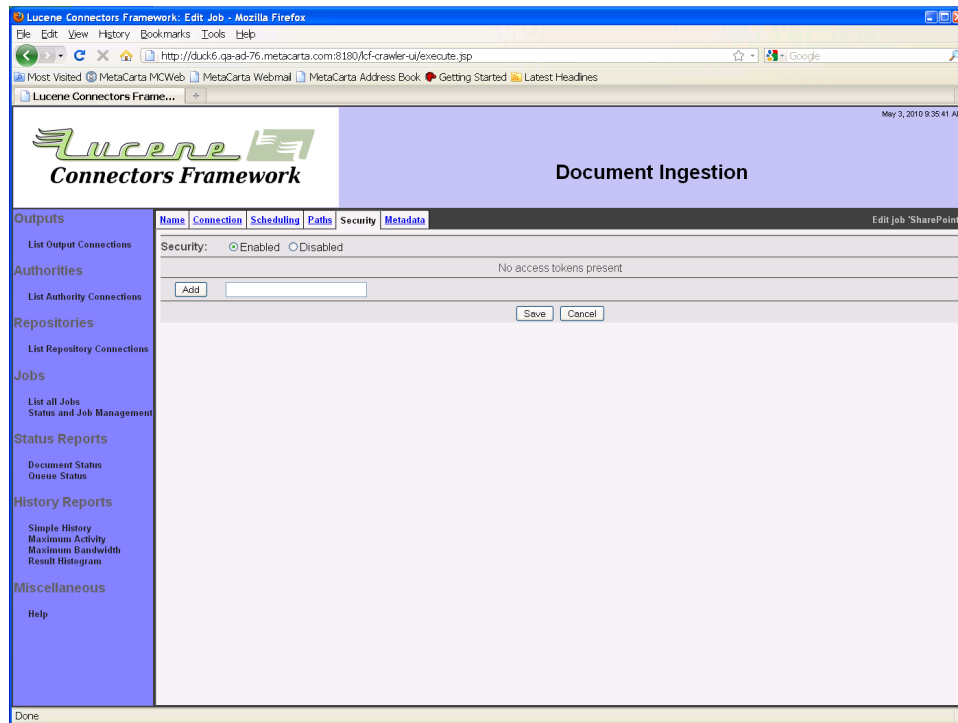 Lucene Connectors Framework: Edit Job - Mozilla Firefox
File Edit View History Bookmarks Tools Help
http://duck6.qa-ad-76.metacarta.com:8180/lcf-crawler-ui/execute.jsp
Google
Most Visited MetaCarta MCWeb MetaCarta Webmail MetaCarta Address Book Getting Started Latest Headlines
Lucene Connectors Frame...
May 3, 2010 9:35:41 A
Lucene
Connectors Framework
Document Ingestion
Outputs
List Output Connections
Authorities
List Authority Connections
Repositories
List Repository Connections
Jobs
List all Jobs
Status and Job Management
Status Reports
Document Status
Queue Status
History Reports
Simple History
Maximum Activity
Maximum Bandwidth
Result Histogram
Miscellaneous
Help
Name Connection Scheduling Paths Security Metadata
Edit job 'SharePoint
Security: Enabled Disabled
No access tokens present
Add
Save Cancel
Done